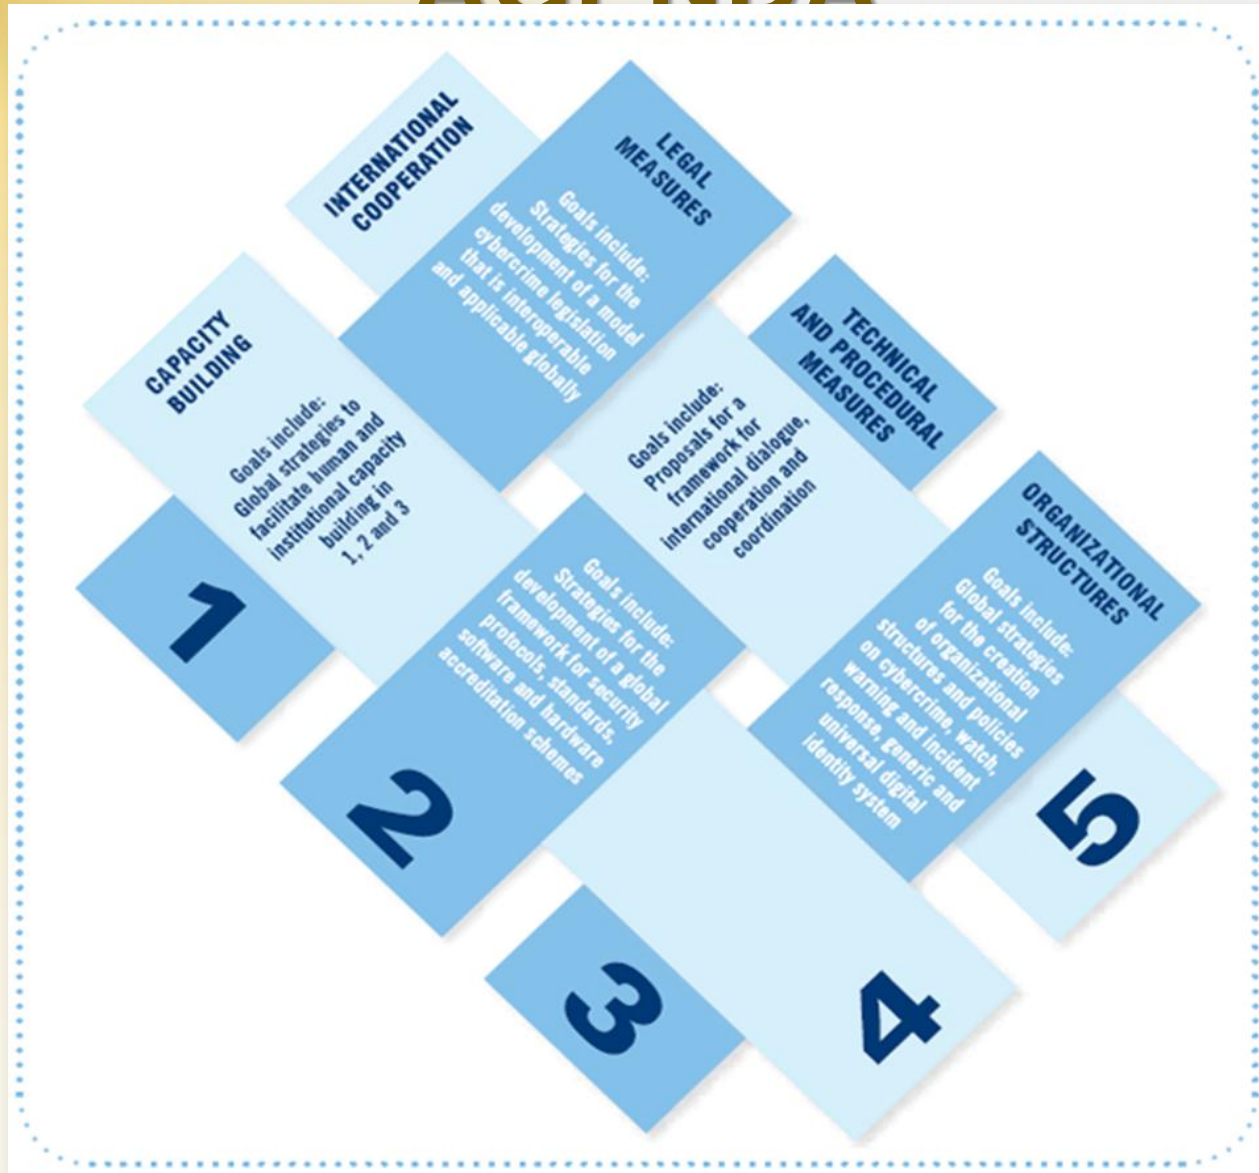 AGENDA
INTERNATIONAL
COOPERATION
LEGAL
MEASURES
Goals include:
Strategies for the
development of a model
cybercrime legislation
that is interoperable
and applicable globally
CAPACITY
BUILDING
Goals include:
Global strategies to
facilitate human and
institutional capacity
building in
1, 2 and 3
TECHNICAL
AND PROCEDURAL
MEASURES
Goals include:
Proposals for a
framework for
international dialogue,
cooperation and
coordination
ORGANIZATIONAL
STRUCTURES
Goals include:
Global strategies
for the creation
of organizational
structures and policies
on cybercrime, watch,
warning and incident
response, generic and
universal digital
identity system
Goals include:
Strategies for the
development of a global
framework for security
protocols, standards,
software and hardware
accreditation schemes
1
2
3
4
5